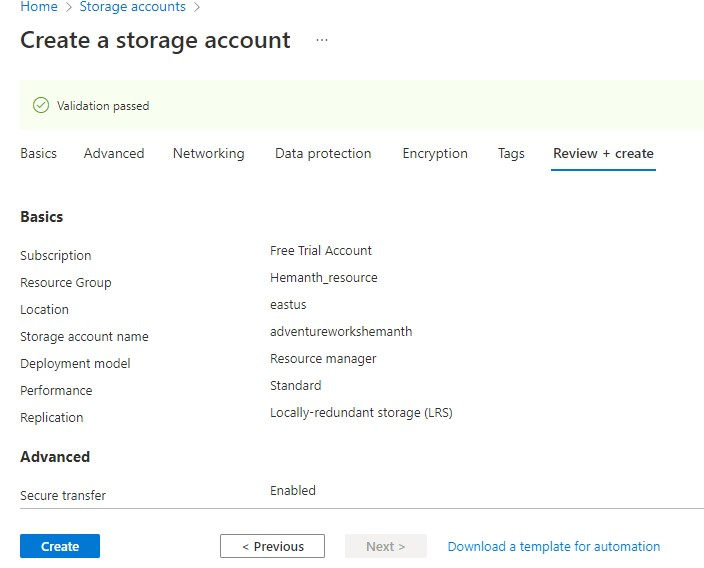 Home > Storage accounts >
Create a storage account ...
Validation passed
Basics Advanced Networking Data protection Encryption Tags Review + create
Basics
Subscription Free Trial Account
Resource Group Hemanth_resource
Location eastus
Storage account name adventureworkshemanth
Deployment model Resource manager
Performance Standard
Replication Locally-redundant storage (LRS)
Advanced
Secure transfer Enabled
Create < Previous Next > Download a template for automation